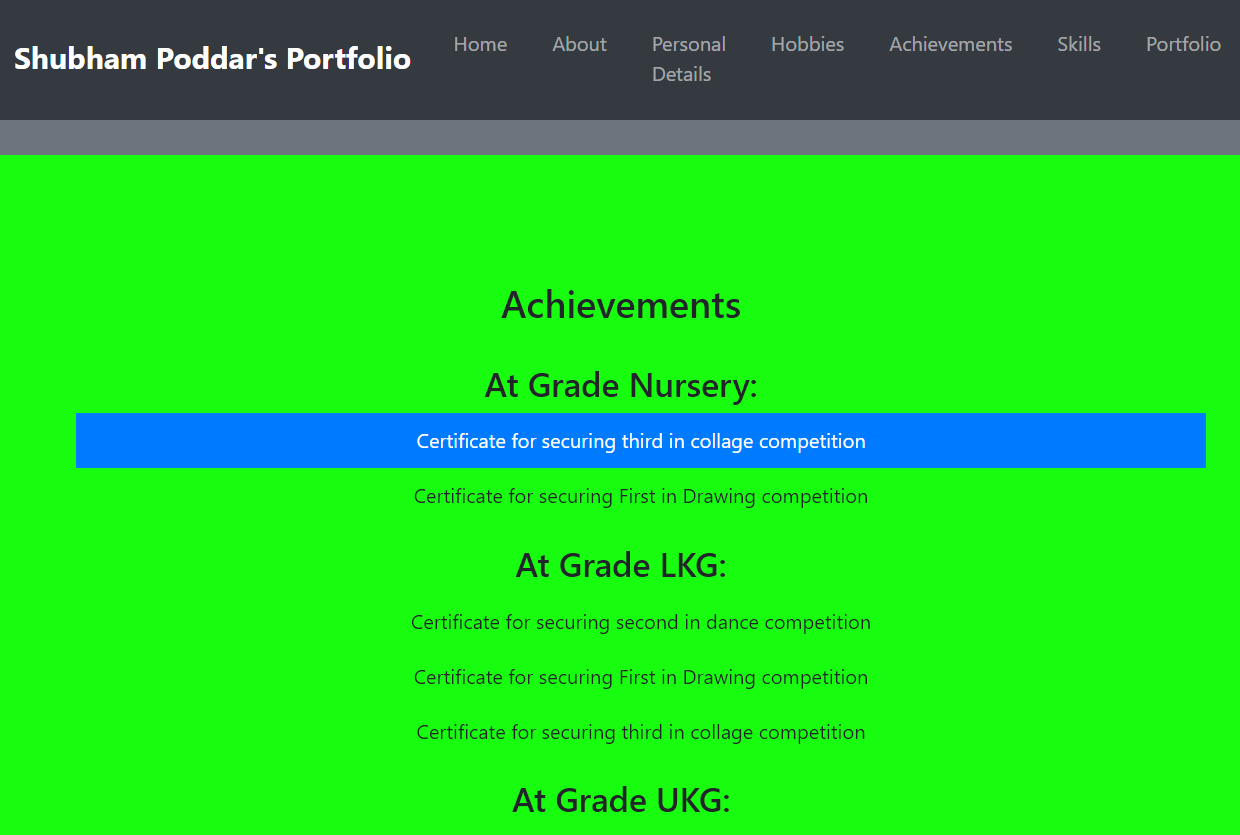 Shubham Poddar's Portfolio
Home
About
Personal
Details
Hobbies
Achievements
Skills
Portfolio
Achievements
At Grade Nursery:
Certificate for securing third in collage competition
Certificate for securing First in Drawing competition
At Grade LKG:
Certificate for securing second in dance competition
Certificate for securing First in Drawing competition
Certificate for securing third in collage competition
At Grade UKG: